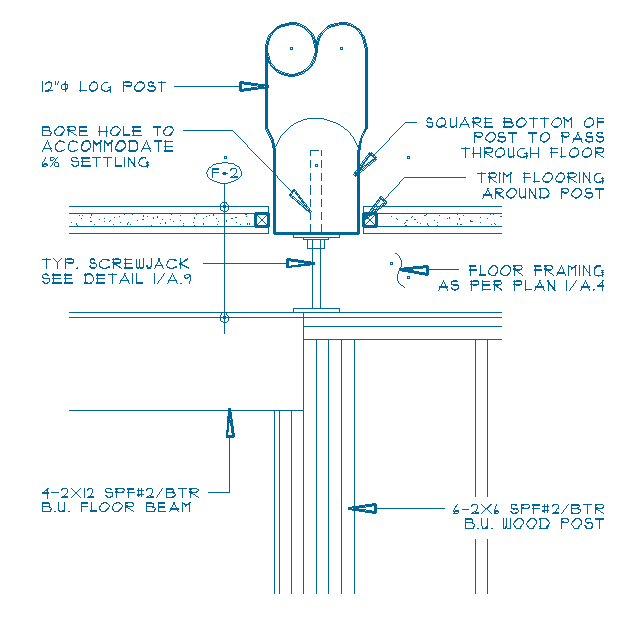 12"ϕ LOG POST
BORE HOLE TO
ACCOMMODATE
6% SETTLING
F-2
SQUARE BOTTOM OF
POST TO PASS
THROUGH FLOOR
TRIM FLOORING
AROUND POST
TYP. SCREWJACK
SEE DETAIL 1/A.9
FLOOR FRAMING
AS PER PLAN 1/A.4
4-2X12 SPF#2/BTR
B.U. FLOOR BEAM
6-2X6 SPF#2/BTR
B.U. WOOD POST